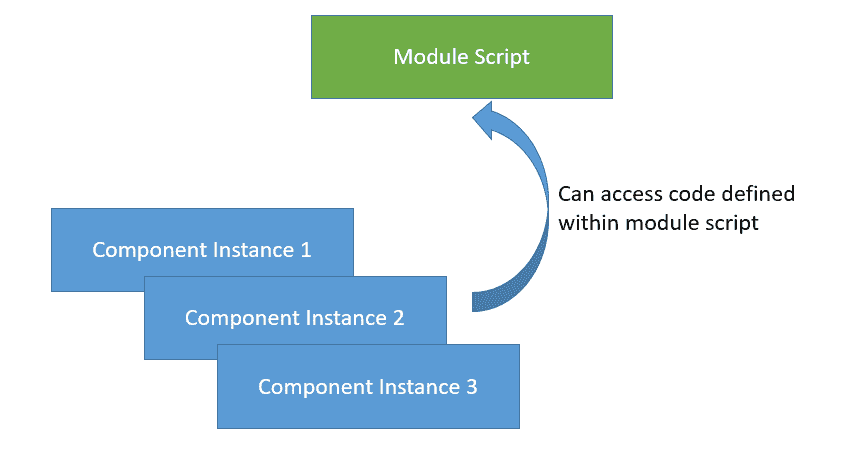 Module Script
Can access code defined
within module script
Component Instance 1
Component Instance 2
Component Instance 3